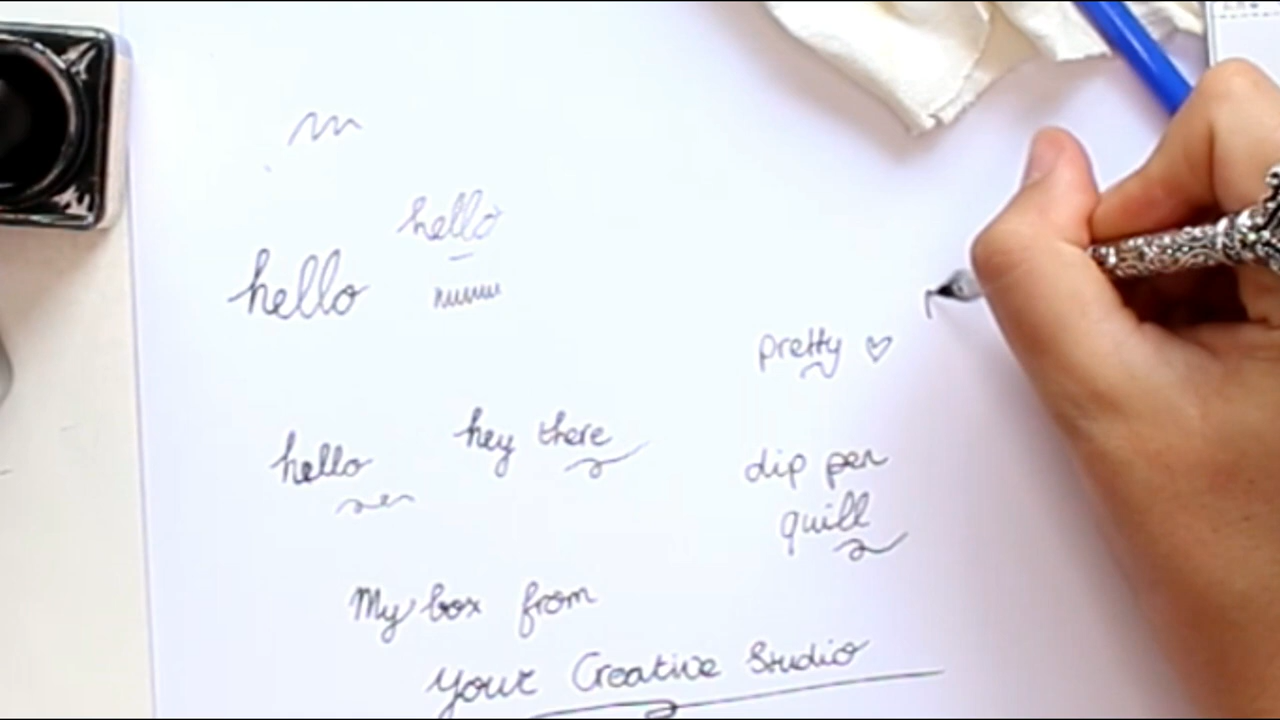 hello
hello
pretty ♡
hello
hey there
dip pen
quill
My box from
Your Creative Studio